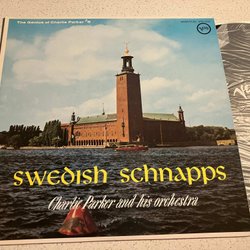 The Genius of Charlie Parker #8
Verve
SWEDISH SCHNAPPS
Charlie Parker and his orchestra